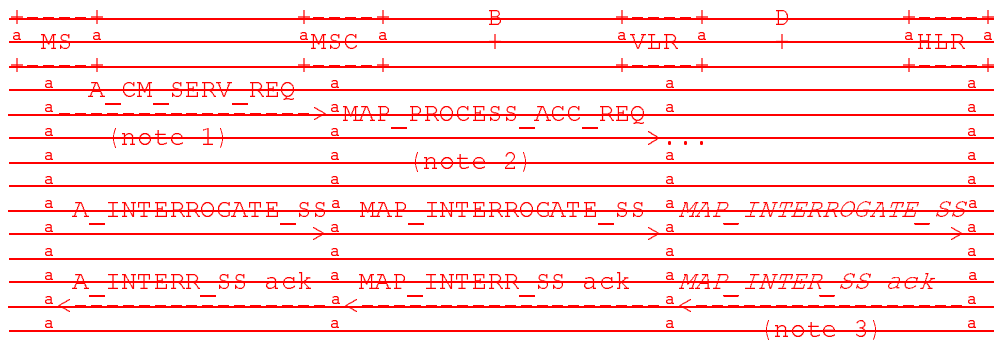 +-----+ +-----+ B +-----+ D +-----+
a MS a a MSC a + a VLR a + a HLR a
+-----+ +-----+ +-----+ +-----+
a A_CM_SERV_REQ a a a
a ----------------> a MAP_PROCESS_ACC_REQ a a
a (note 1) a > a ... a
a a (note 2) a a
a a a a
a A_INTERROGATE_SS a MAP_INTERROGATE_SS a MAP_INTERROGATE_SS a
a > a > a > a
a a a a
a A_INTERR_SS ack a MAP_INTERR_SS ack a MAP_INTER_SS ack a
a <---------------- a <---------------- a <---------------- a
a a a (note 3) a